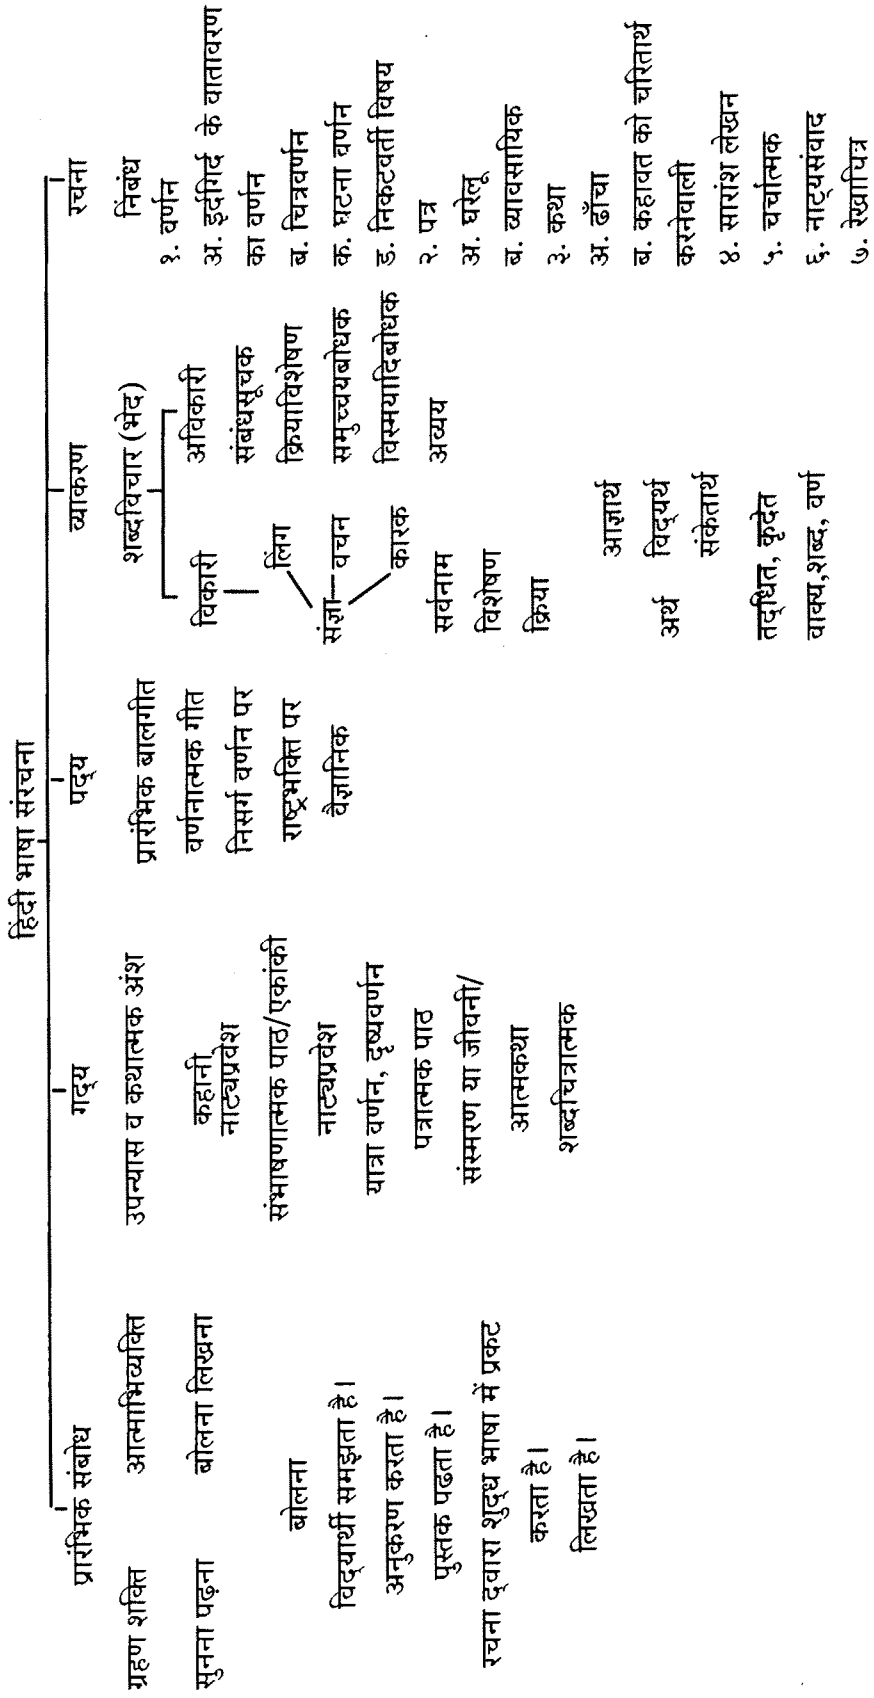 हिंदी भाषा संरचना
प्रारंभिक संबोध
ग्रहण शक्ति
आत्माभिव्यक्ति
सुनना पढ़ना
बोलना लिखना
बोलना
विद्यार्थी समझता है।
अनुकरण करता है।
पुस्तक पढता है।
रचना द्वारा शुद्ध भाषा में प्रकट
करता है।
लिखता है।
गद्य
उपन्यास व कथात्मक अंश
कहानी
नाट्यप्रवेश
संभाषणात्मक पाठ/एकांकी
नाट्यप्रवेश
यात्रा वर्णन, दृष्यवर्णन
पत्रात्मक पाठ
संस्मरण या जीवनी/
आत्मकथा
शब्दचित्रात्मक
पद्य
प्रारंभिक बालगीत
वर्णनात्मक गीत
निसर्ग वर्णन पर
राष्ट्रभक्ति पर
वैज्ञानिक
व्याकरण
शब्दविचार (भेद)
विकारी
लिंग
संज्ञा
वचन
कारक
सर्वनाम
विशेषण
क्रिया
अविकारी
संबंधसूचक
क्रियाविशेषण
समुच्चयबोधक
विस्मयादिबोधक
अव्यय
अर्थ
आज्ञार्थ
विद्यर्थ
संकेतार्थ
तद्धित, कृदंत
वाक्य,शब्द, वर्ण
रचना
निबंध
१. वर्णन
अ. इर्दगिर्द के वातावरण
का वर्णन
ब. चित्रवर्णन
क. घटना वर्णन
ड. निकटवर्ती विषय
२. पत्र
अ. घरेलू
ब. व्यावसायिक
३. कथा
अ. ढाँचा
ब. कहावत को चरितार्थ
करनेवाली
४. सारांश लेखन
५. चर्चात्मक
६. नाट्यसंवाद
७. रेखाचित्र